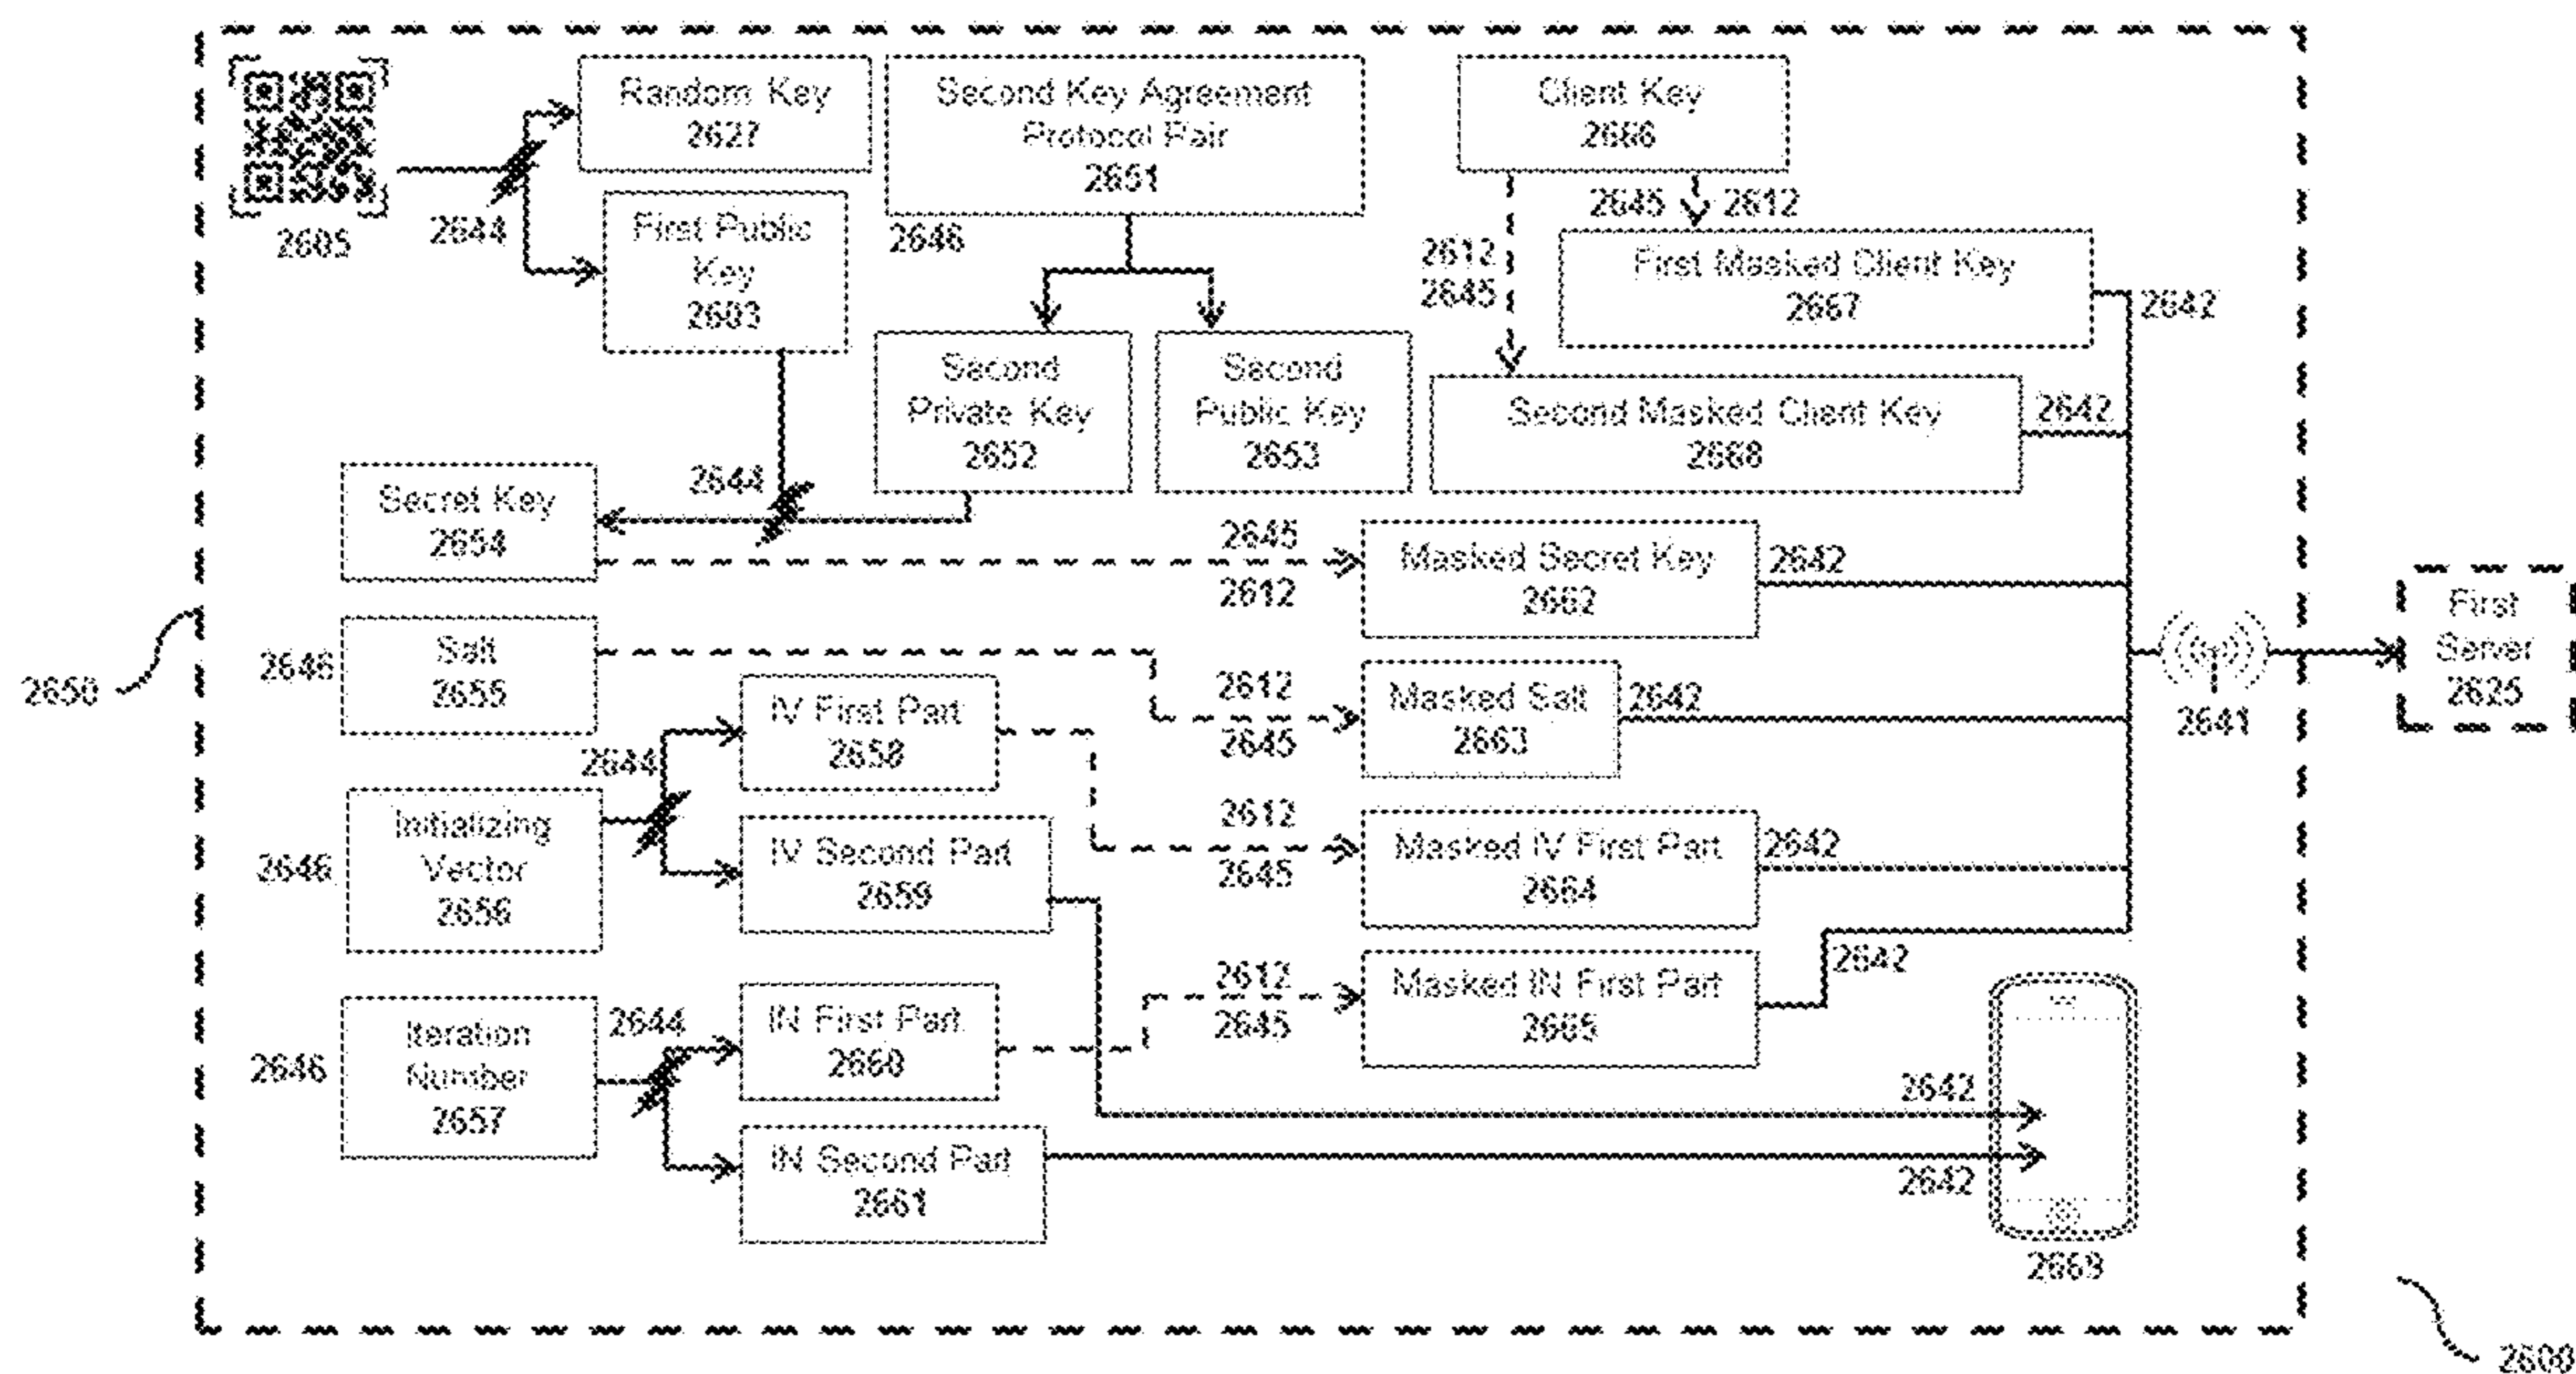 2605
2644
Random Key
2627
First Public
Key
2603
Second Key Agreement
Protocol Pair
2651
2646
Second
Private Key
2652
Second
Public Key
2653
Client Key
2666
2645
2612
2612
2645
First Masked Client Key
2667
2642
Second Masked Client Key
2668
2642
2644
Secret Key
2654
2645
2612
Masked Secret Key
2662
2642
2650
2646
Salt
2655
2612
2645
Masked Salt
2663
2642
2641
First
Server
2625
2646
Initializing
Vector
2656
2644
IV First Part
2658
IV Second Part
2659
2612
2645
Masked IV First Part
2664
2642
2646
Iteration
Number
2657
2644
IN First Part
2660
IN Second Part
2661
2612
2645
Masked IN First Part
2665
2642
2642
2642
2669
2600